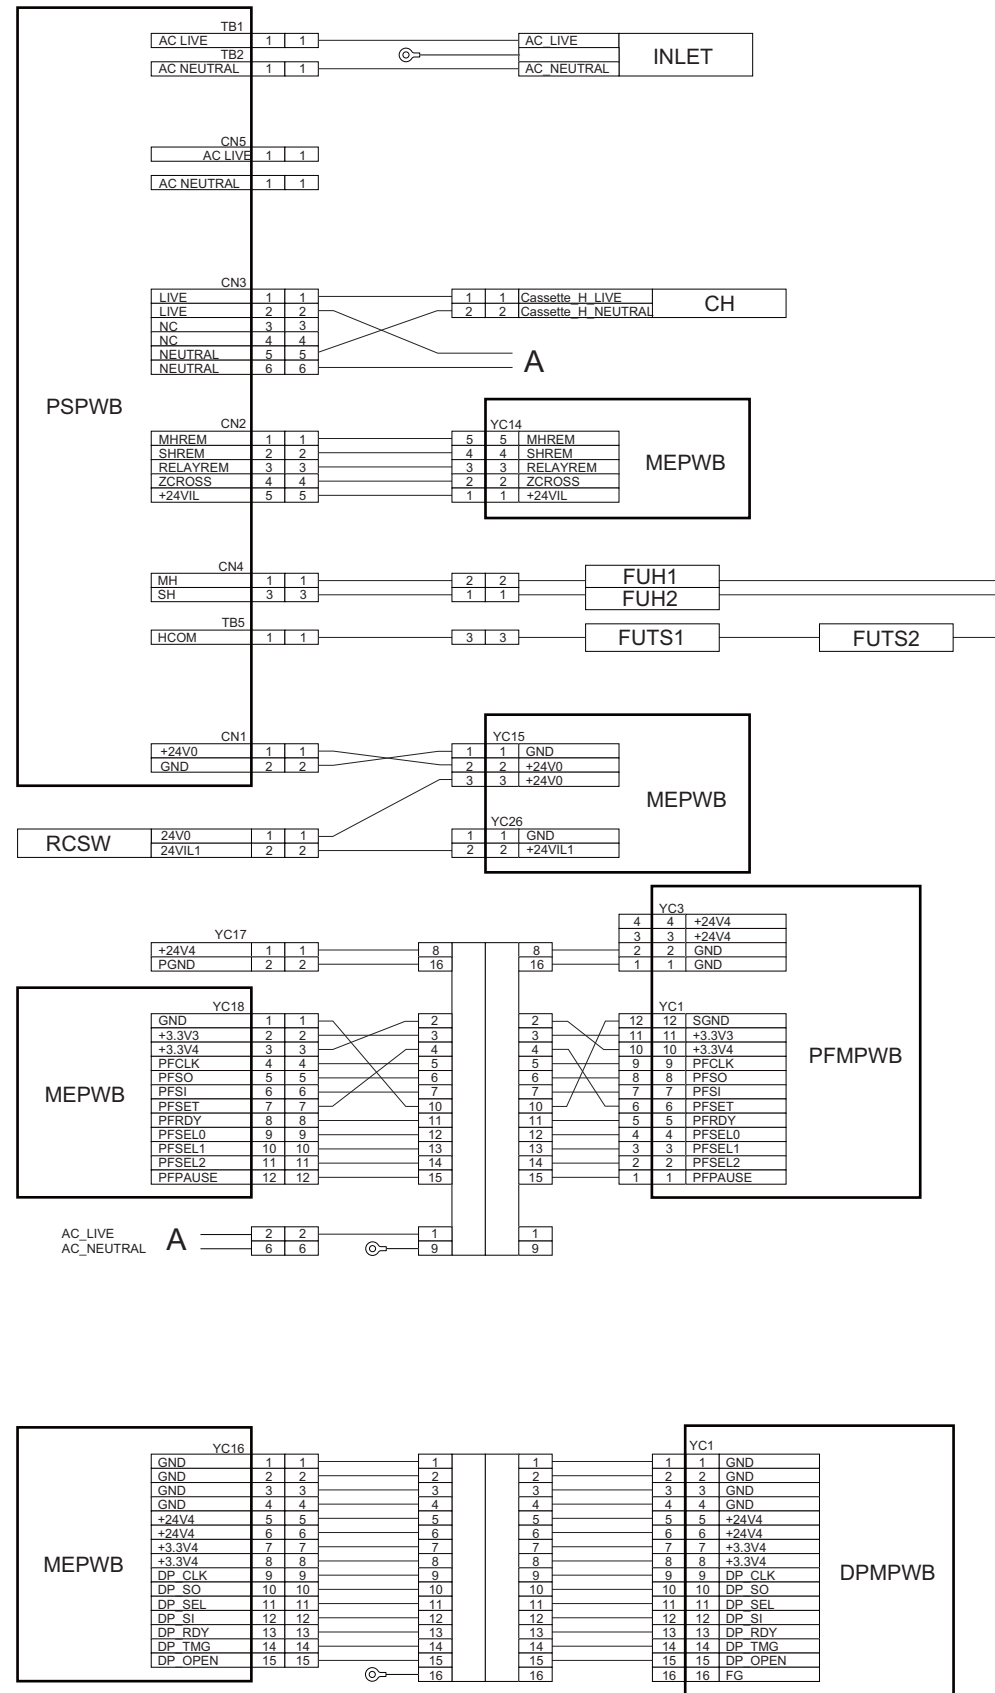 TB1
AC LIVE 1 1 AC_LIVE
TB2
INLET
AC NEUTRAL 1 1 AC_NEUTRAL
CN5
AC LIVE 1 1
AC NEUTRAL 1 1
CN3
LIVE 1 1 1 1 Cassette_H_LIVE
CH
LIVE 2 2 2 2 Cassette_H_NEUTRAL
NC 3 3
NC 4 4
NEUTRAL 5 5
A
NEUTRAL 6 6
PSPWB
CN2 YC14
MHREM 1 1 5 5 MHREM
SHREM 2 2 4 4 SHREM
RELAYREM 3 3 3 3 RELAYREM
MEPWB
ZCROSS 4 4 2 2 ZCROSS
+24VIL 5 5 1 1 +24VIL
CN4
MH 1 1 2 2 FUH1
SH 3 3 1 1 FUH2
TB5
HCOM 1 1 3 3 FUTS1 FUTS2
CN1 YC15
+24V0 1 1 1 1 GND
GND 2 2 2 2 +24V0
3 3 +24V0
MEPWB
YC26
RCSW
24V0 1 1 1 1 GND
24VIL1 2 2 2 2 +24VIL1
YC3
4 4 +24V4
YC17 3 3 +24V4
+24V4 1 1 8 8 2 2 GND
PGND 2 2 16 16 1 1 GND
YC18 YC1
GND 1 1 2 2 12 12 SGND
+3.3V3 2 2 3 3 11 11 +3.3V3
+3.3V4 3 3 4 4 10 10 +3.3V4
PFMPWB
PFCLK 4 4 5 5 9 9 PFCLK
PFSO 5 5 6 6 8 8 PFSO
MEPWB
PFSI 6 6 7 7 7 7 PFSI
PFSET 7 7 10 10 6 6 PFSET
PFRDY 8 8 11 11 5 5 PFRDY
PFSEL0 9 9 12 12 4 4 PFSEL0
PFSEL1 10 10 13 13 3 3 PFSEL1
PFSEL2 11 11 14 14 2 2 PFSEL2
PFPAUSE 12 12 15 15 1 1 PFPAUSE
AC_LIVE 2 2 1 1
A
AC_NEUTRAL 6 6 9 9
YC16 YC1
GND 1 1 1 1 1 1 GND
GND 2 2 2 2 2 2 GND
GND 3 3 3 3 3 3 GND
GND 4 4 4 4 4 4 GND
+24V4 5 5 5 5 5 5 +24V4
+24V4 6 6 6 6 6 6 +24V4
+3.3V4 7 7 7 7 7 7 +3.3V4
+3.3V4 8 8 8 8 8 8 +3.3V4
MEPWB DPMPWB
DP_CLK 9 9 9 9 9 9 DP_CLK
DP_SO 10 10 10 10 10 10 DP_SO
DP_SEL 11 11 11 11 11 11 DP_SEL
DP_SI 12 12 12 12 12 12 DP_SI
DP_RDY 13 13 13 13 13 13 DP_RDY
DP_TMG 14 14 14 14 14 14 DP_TMG
DP_OPEN 15 15 15 15 15 15 DP_OPEN
16 16 16 16 FG